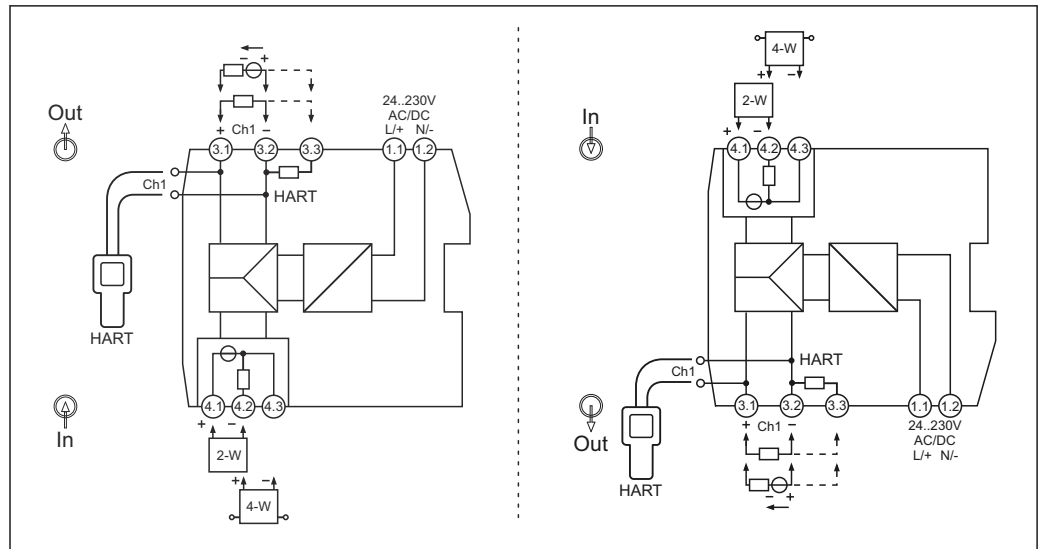 − +
Out
24..230V
AC/DC
+ Ch1 − L/+ N/-
3.1 3.2 3.3 1.1 1.2
Ch1
HART
HART
4.1 4.2 4.3
In
+ −
2-W
+ −
4-W
4-W
+ −
2-W
In
+ −
4.1 4.2 4.3
HART
Ch1
3.1 3.2 3.3 1.1 1.2
+ Ch1 − 24..230V
Out AC/DC
L/+ N/-
HART
− +